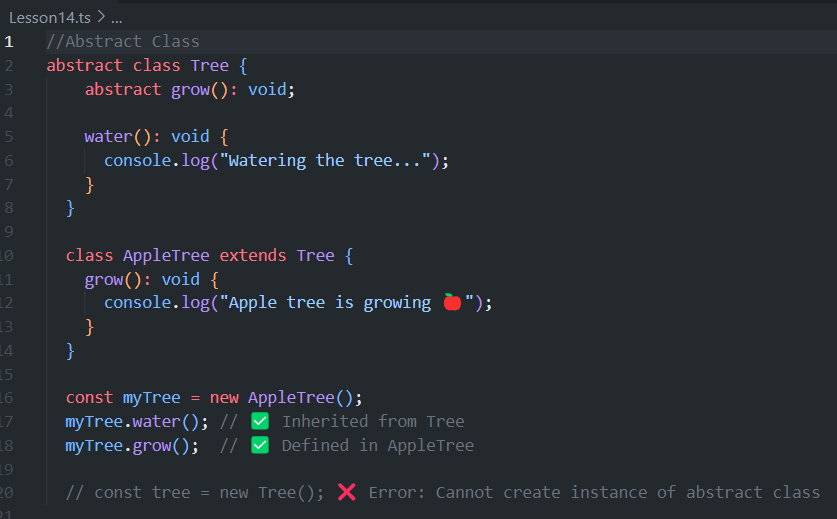 Lesson14.ts > ...
1 //Abstract Class
2 abstract class Tree {
3 abstract grow(): void;
4
5 water(): void {
6 console.log("Watering the tree...");
7 }
8 }
9
10 class AppleTree extends Tree {
11 grow(): void {
12 console.log("Apple tree is growing 🍎");
13 }
14 }
15
16 const myTree = new AppleTree();
17 myTree.water(); // ✅ Inherited from Tree
18 myTree.grow();  // ✅ Defined in AppleTree
19
20 // const tree = new Tree(); ❌ Error: Cannot create instance of abstract class
21